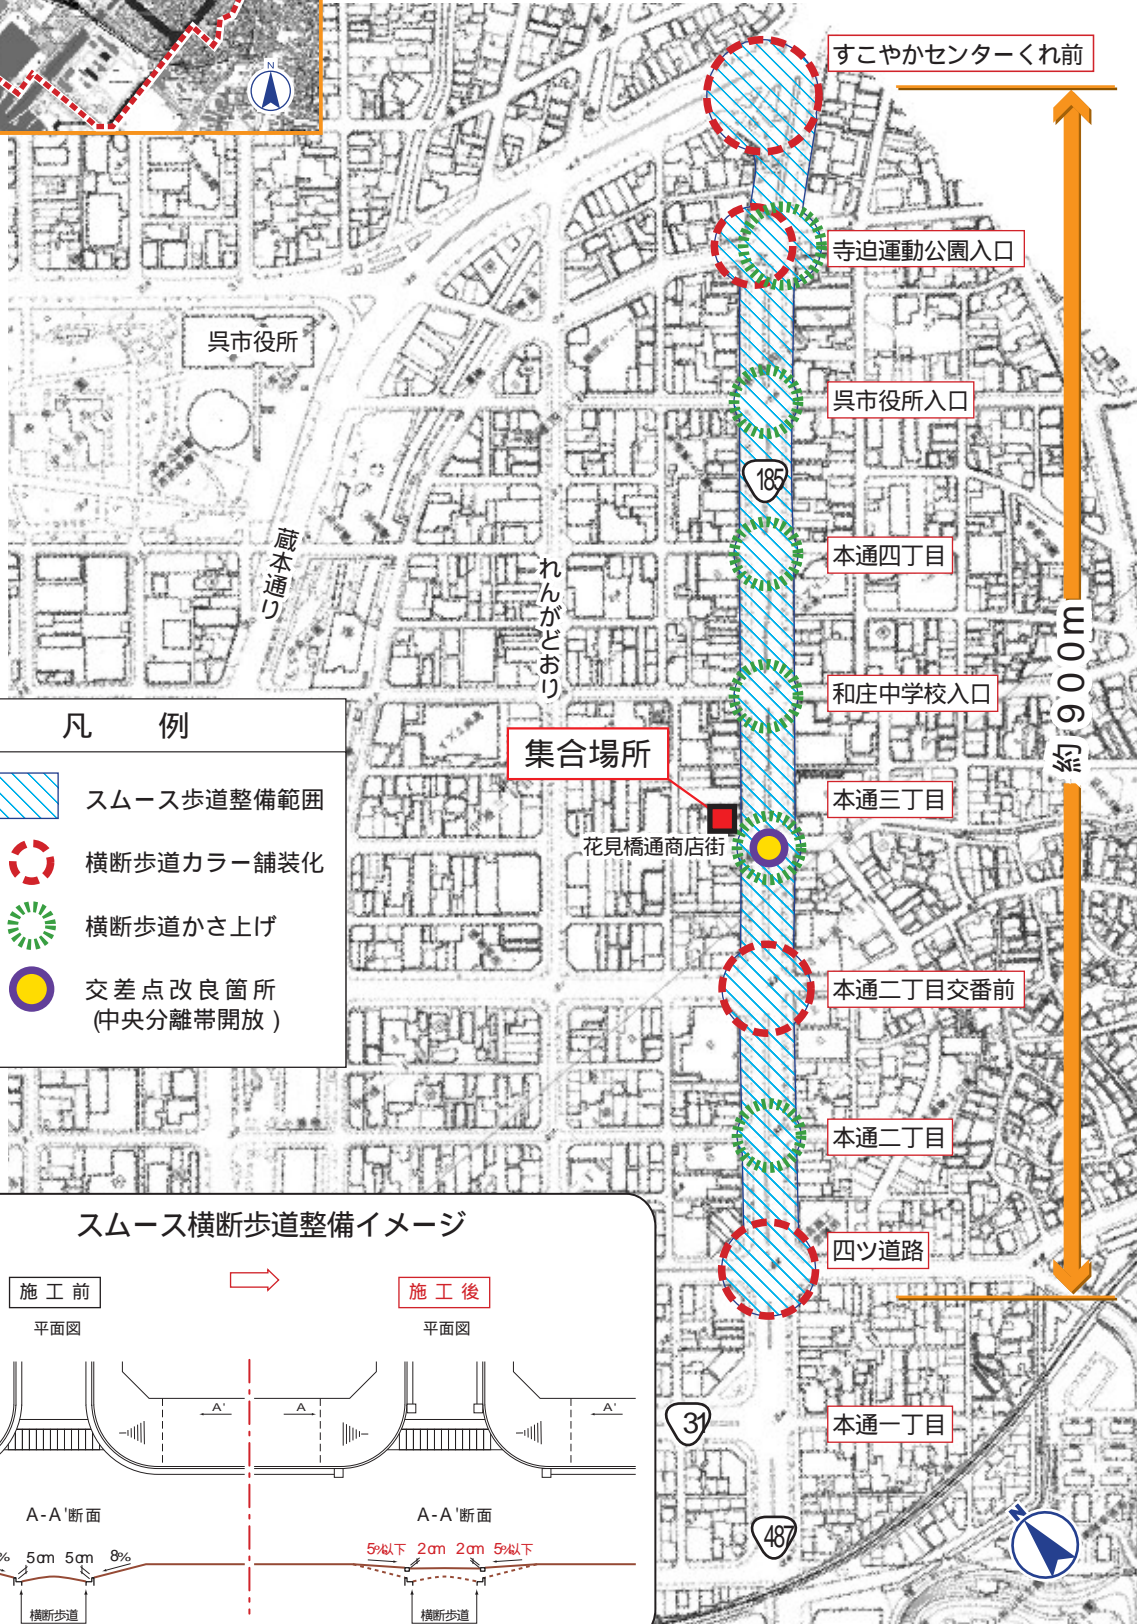 N
すこやかセンターくれ前
寺迫運動公園入口
呉市役所
呉市役所入口
185
本通四丁目
蔵本通り
れんがどおり
和庄中学校入口
約900m
集合場所
本通三丁目
花見橋通商店街
本通二丁目交番前
本通二丁目
四ツ道路
31
本通一丁目
487
N
凡 例
スムース歩道整備範囲
横断歩道カラー舗装化
横断歩道かさ上げ
交差点改良箇所
(中央分離帯開放)
スムース横断歩道整備イメージ
施工前
施工後
平面図
平面図
A' A A'
A-A'断面
A-A'断面
% 5cm 5cm 8%
5%以下 2cm 2cm 5%以下
横断歩道
横断歩道